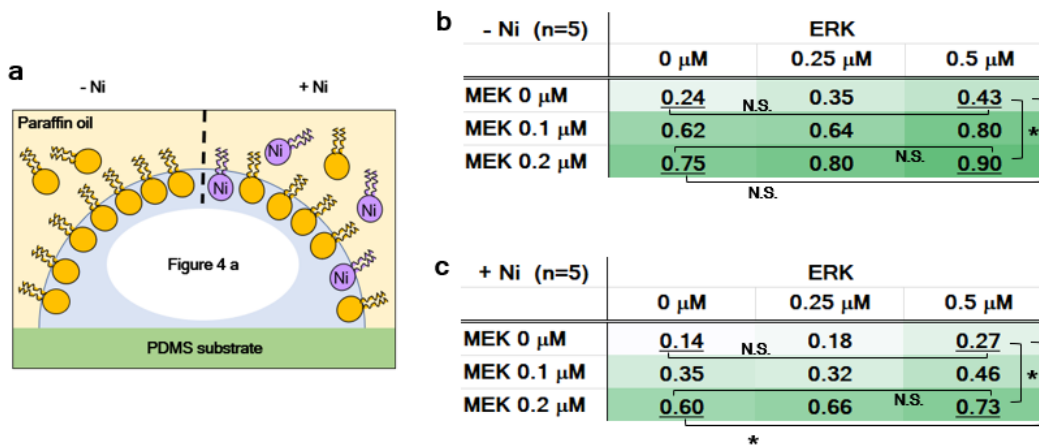 a
- Ni
+ Ni
Paraffin oil
Ni
Ni
Ni
Ni
Figure 4 a
PDMS substrate
b
- Ni (n=5) ERK
0 μM 0.25 μM 0.5 μM
MEK 0 μM 0.24 N.S. 0.35 0.43
MEK 0.1 μM 0.62 0.64 0.80 *
MEK 0.2 μM 0.75 0.80 N.S. 0.90
N.S.
c
+ Ni (n=5) ERK
0 μM 0.25 μM 0.5 μM
MEK 0 μM 0.14 N.S. 0.18 0.27
MEK 0.1 μM 0.35 0.32 0.46 *
MEK 0.2 μM 0.60 0.66 N.S. 0.73
*